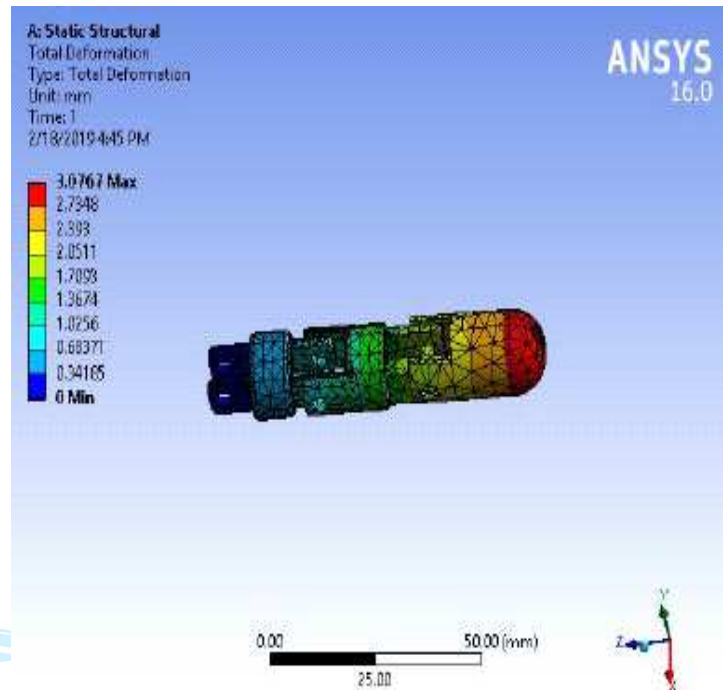 A: Static Structural
Total Deformation
Type: Total Deformation
Unit: mm
Time: 1
2/18/2019 4:45 PM
ANSYS
16.0
3.0767 Max
2.7348
2.393
2.0511
1.7093
1.3674
1.0256
0.68371
0.34185
0 Min
0.00
50.00 (mm)
25.00
Y
Z
X